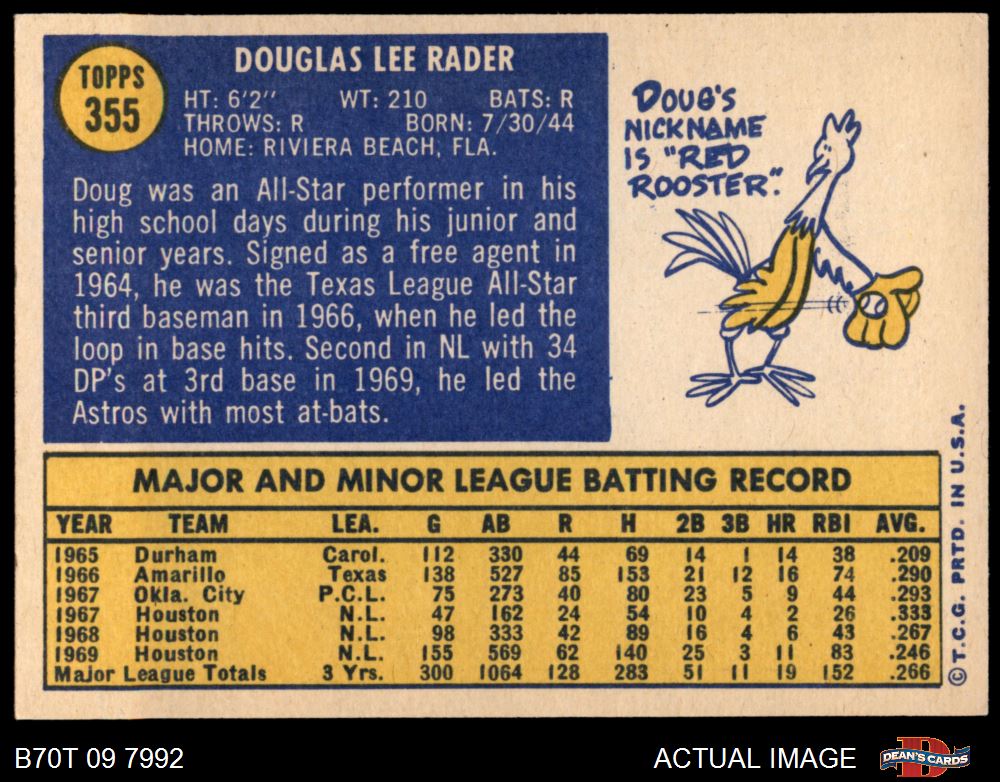 TOPPS
355
DOUGLAS LEE RADER
HT: 6'2" WT: 210 BATS: R
THROWS: R BORN: 7/30/44
HOME: RIVIERA BEACH, FLA.
Doug was an All-Star performer in his
high school days during his junior and
senior years. Signed as a free agent in
1964, he was the Texas League All-Star
third baseman in 1966, when he led the
loop in base hits. Second in NL with 34
DP's at 3rd base in 1969, he led the
Astros with most at-bats.
DOUG'S
NICKNAME
IS "RED
ROOSTER".
MAJOR AND MINOR LEAGUE BATTING RECORD
YEAR TEAM LEA. G AB R H 2B 3B HR RBI AVG.
1965 Durham Carol. 112 330 44 69 14 1 14 38 .209
1966 Amarillo Texas 138 527 85 153 21 12 16 74 .290
1967 Okla. City P.C.L. 75 273 40 80 23 5 9 44 .293
1967 Houston N.L. 47 162 24 54 10 4 2 26 .333
1968 Houston N.L. 98 333 42 89 16 4 6 43 .267
1969 Houston N.L. 155 569 62 140 25 3 11 83 .246
Major League Totals 3 Yrs. 300 1064 128 283 51 11 19 152 .266
© T.C.G. PRTD. IN U.S.A.
B70T 09 7992
ACTUAL IMAGE
DEAN'S CARDS